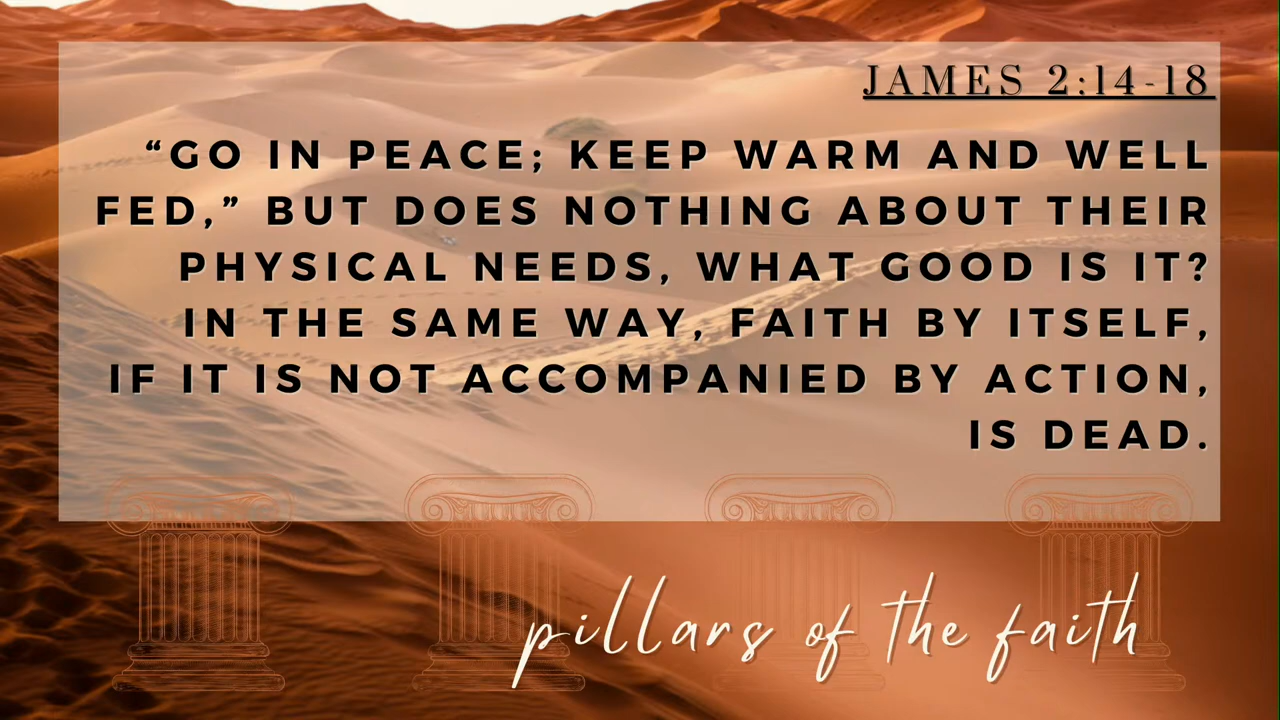 JAMES 2:14-18
“GO IN PEACE; KEEP WARM AND WELL
FED,” BUT DOES NOTHING ABOUT THEIR
PHYSICAL NEEDS, WHAT GOOD IS IT?
IN THE SAME WAY, FAITH BY ITSELF,
IF IT IS NOT ACCOMPANIED BY ACTION,
IS DEAD.
pillars of the faith